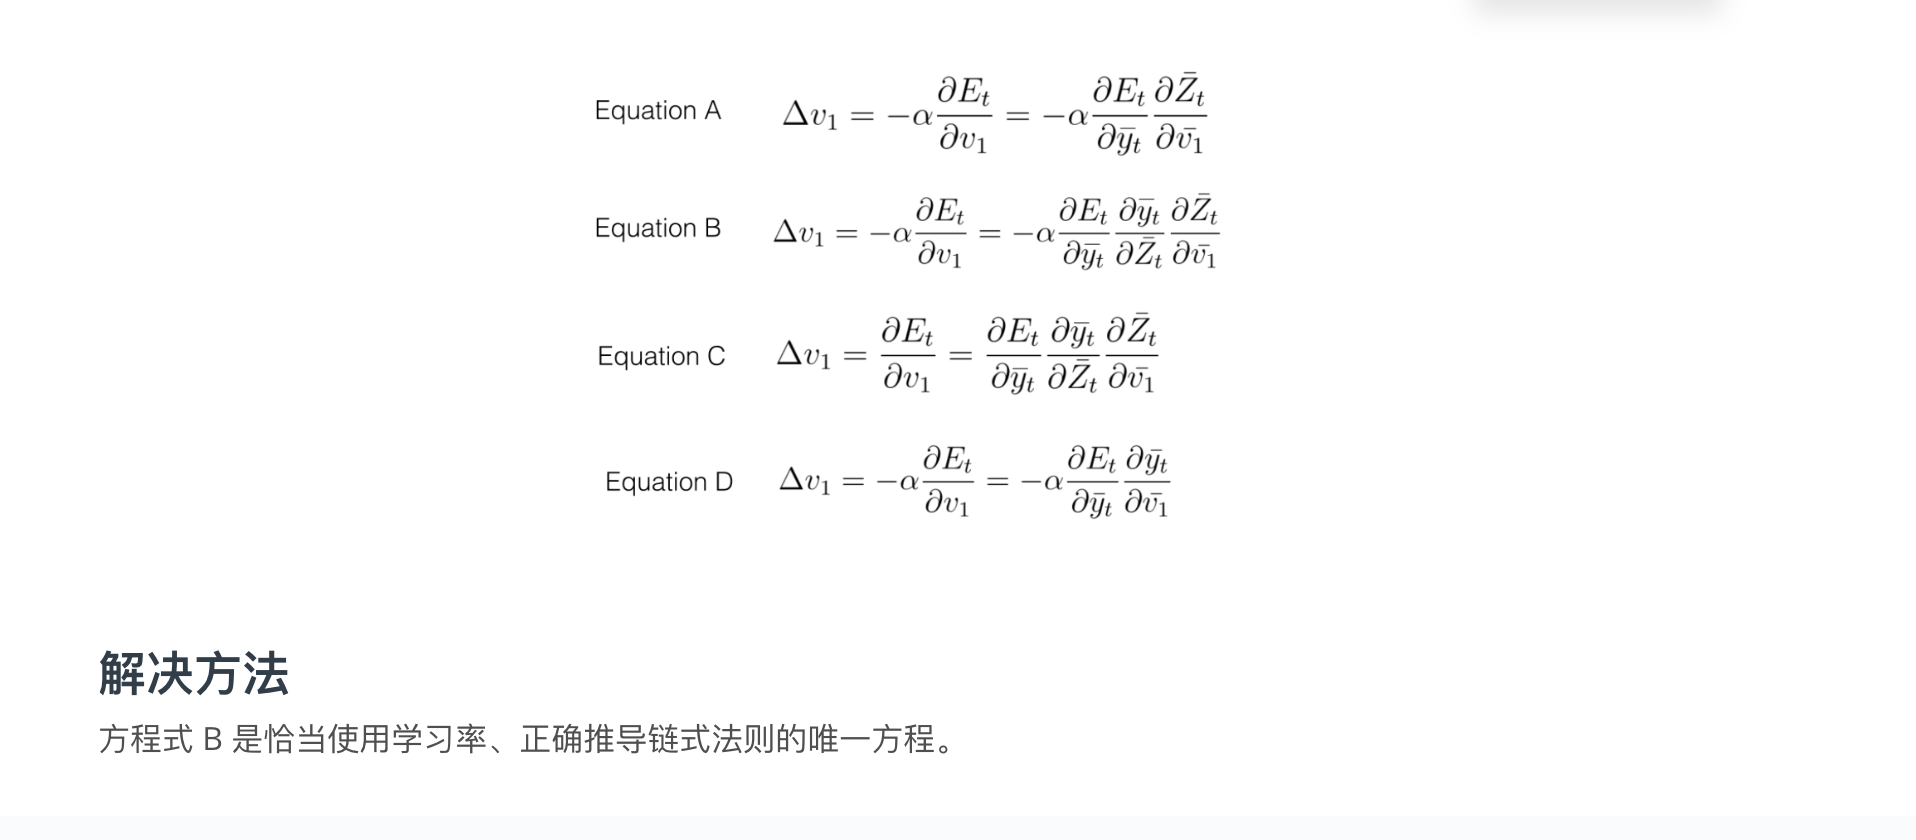 Equation A $\Delta v_1 = -\alpha \frac{\partial E_t}{\partial v_1} = -\alpha \frac{\partial E_t}{\partial \bar{y}_t} \frac{\partial \bar{Z}_t}{\partial \bar{v_1}}$
Equation B $\Delta v_1 = -\alpha \frac{\partial E_t}{\partial v_1} = -\alpha \frac{\partial E_t}{\partial \bar{y}_t} \frac{\partial \bar{y}_t}{\partial \bar{Z}_t} \frac{\partial \bar{Z}_t}{\partial \bar{v_1}}$
Equation C $\Delta v_1 = \frac{\partial E_t}{\partial v_1} = \frac{\partial E_t}{\partial \bar{y}_t} \frac{\partial \bar{y}_t}{\partial \bar{Z}_t} \frac{\partial \bar{Z}_t}{\partial \bar{v_1}}$
Equation D $\Delta v_1 = -\alpha \frac{\partial E_t}{\partial v_1} = -\alpha \frac{\partial E_t}{\partial \bar{y}_t} \frac{\partial \bar{y}_t}{\partial \bar{v_1}}$
解决方法
方程式 B 是恰当使用学习率、正确推导链式法则的唯一方程。